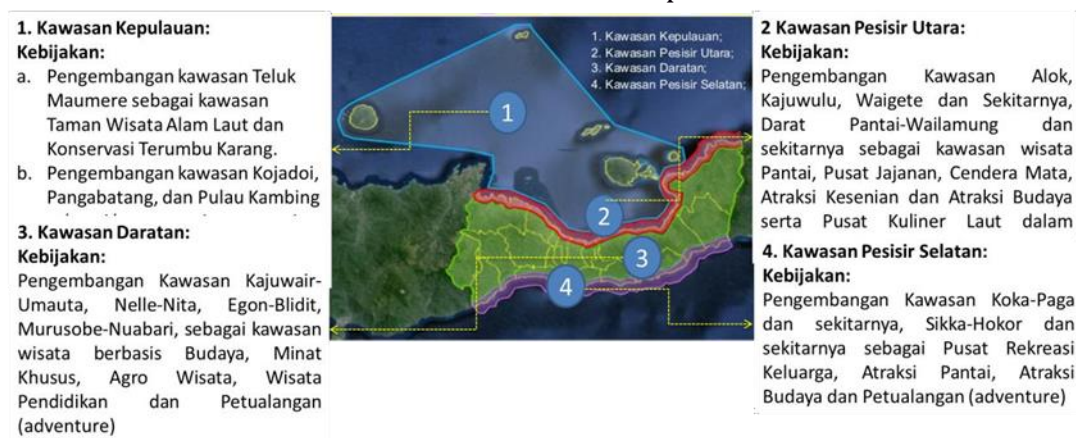 1. Kawasan Kepulauan:
Kebijakan:
a. Pengembangan kawasan Teluk
Maumere sebagai kawasan
Taman Wisata Alam Laut dan
Konservasi Terumbu Karang.
b. Pengembangan kawasan Kojadoi,
Pangabatang, dan Pulau Kambing
3. Kawasan Daratan:
Kebijakan:
Pengembangan Kawasan Kajuwair-
Umauta, Nelle-Nita, Egon-Blidit,
Murusobe-Nuabari, sebagai kawasan
wisata berbasis Budaya, Minat
Khusus, Agro Wisata, Wisata
Pendidikan dan Petualangan
(adventure)
1. Kawasan Kepulauan;
2. Kawasan Pesisir Utara;
3. Kawasan Daratan;
4. Kawasan Pesisir Selatan;
1
2
3
4
2 Kawasan Pesisir Utara:
Kebijakan:
Pengembangan Kawasan Alok,
Kajuwulu, Waigete dan Sekitarnya,
Darat Pantai-Wailamung dan
sekitarnya sebagai kawasan wisata
Pantai, Pusat Jajanan, Cendera Mata,
Atraksi Kesenian dan Atraksi Budaya
serta Pusat Kuliner Laut dalam
4. Kawasan Pesisir Selatan:
Kebijakan:
Pengembangan Kawasan Koka-Paga
dan sekitarnya, Sikka-Hokor dan
sekitarnya sebagai Pusat Rekreasi
Keluarga, Atraksi Pantai, Atraksi
Budaya dan Petualangan (adventure)